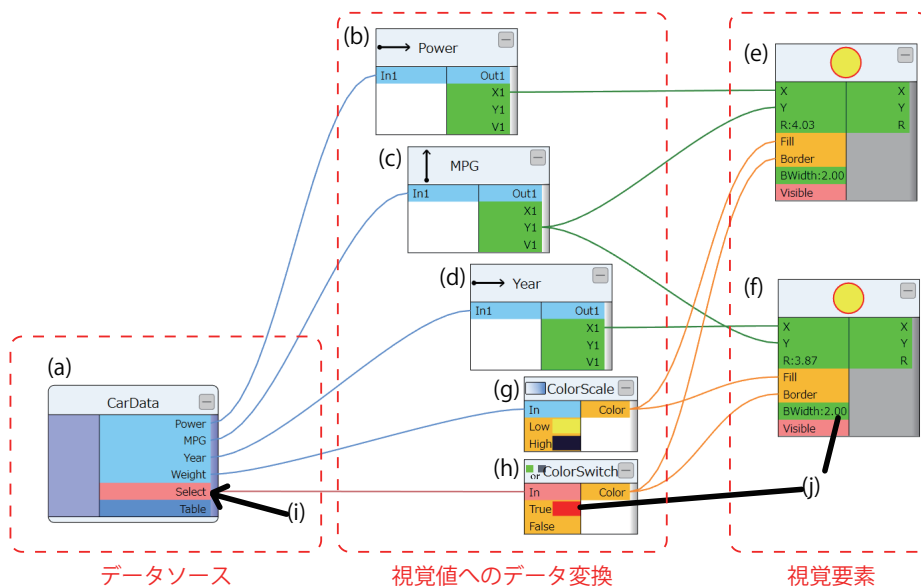 (b)
Power
In1 Out1
X1
Y1
V1
(c)
MPG
In1 Out1
X1
Y1
V1
(d)
Year
In1 Out1
X1
Y1
V1
(a)
CarData
Power
MPG
Year
Weight
Select
Table
(i)
(g)
ColorScale
In Color
Low
High
(h)
or ColorSwitch
In Color
True
False
(e)
X X
Y Y
R:4.03 R
Fill
Border
BWidth:2.00
Visible
(f)
X X
Y Y
R:3.87 R
Fill
Border
BWidth:2.00
Visible
(j)
データソース
視覚値へのデータ変換
視覚要素